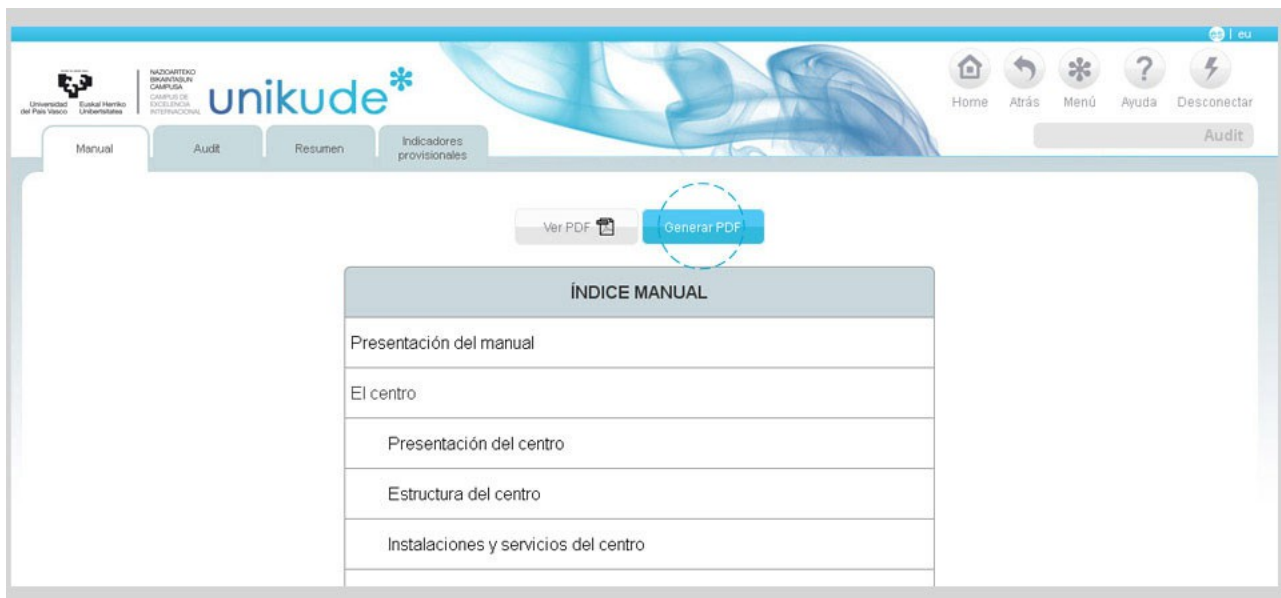 es | eu
Universidad del País Vasco
Euskal Herriko Unibertsitatea
NAZIOARTEKO
BIKAINTASUN
CAMPUSA
CAMPUS DE
EXCELENCIA
INTERNACIONAL
unikude*
Home Atrás Menú Ayuda Desconectar
Audit
Manual Audit Resumen Indicadores provisionales
Ver PDF Generar PDF
ÍNDICE MANUAL
Presentación del manual
El centro
Presentación del centro
Estructura del centro
Instalaciones y servicios del centro